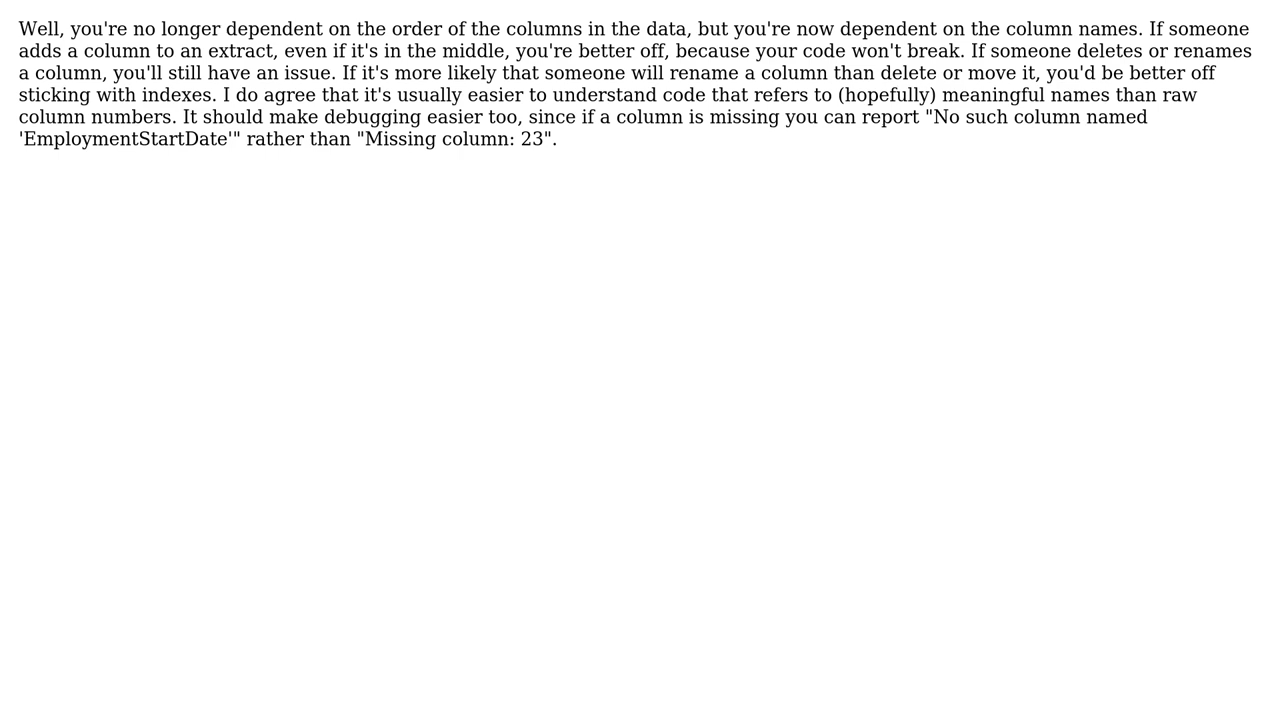 Well, you're no longer dependent on the order of the columns in the data, but you're now dependent on the column names. If someone
adds a column to an extract, even if it's in the middle, you're better off, because your code won't break. If someone deletes or renames
a column, you'll still have an issue. If it's more likely that someone will rename a column than delete or move it, you'd be better off
sticking with indexes. I do agree that it's usually easier to understand code that refers to (hopefully) meaningful names than raw
column numbers. It should make debugging easier too, since if a column is missing you can report "No such column named
'EmploymentStartDate'" rather than "Missing column: 23".